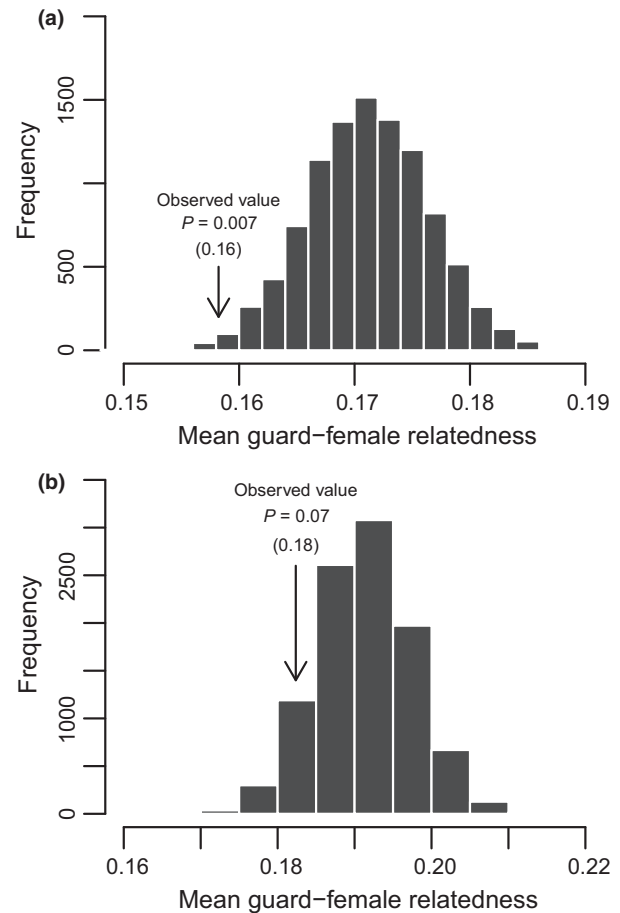 (a)
1500
500
0
Frequency
Observed value
P = 0.007
(0.16)
0.15 0.16 0.17 0.18 0.19
Mean guard–female relatedness
(b)
2500
1000
0
Frequency
Observed value
P = 0.07
(0.18)
0.16 0.18 0.20 0.22
Mean guard–female relatedness